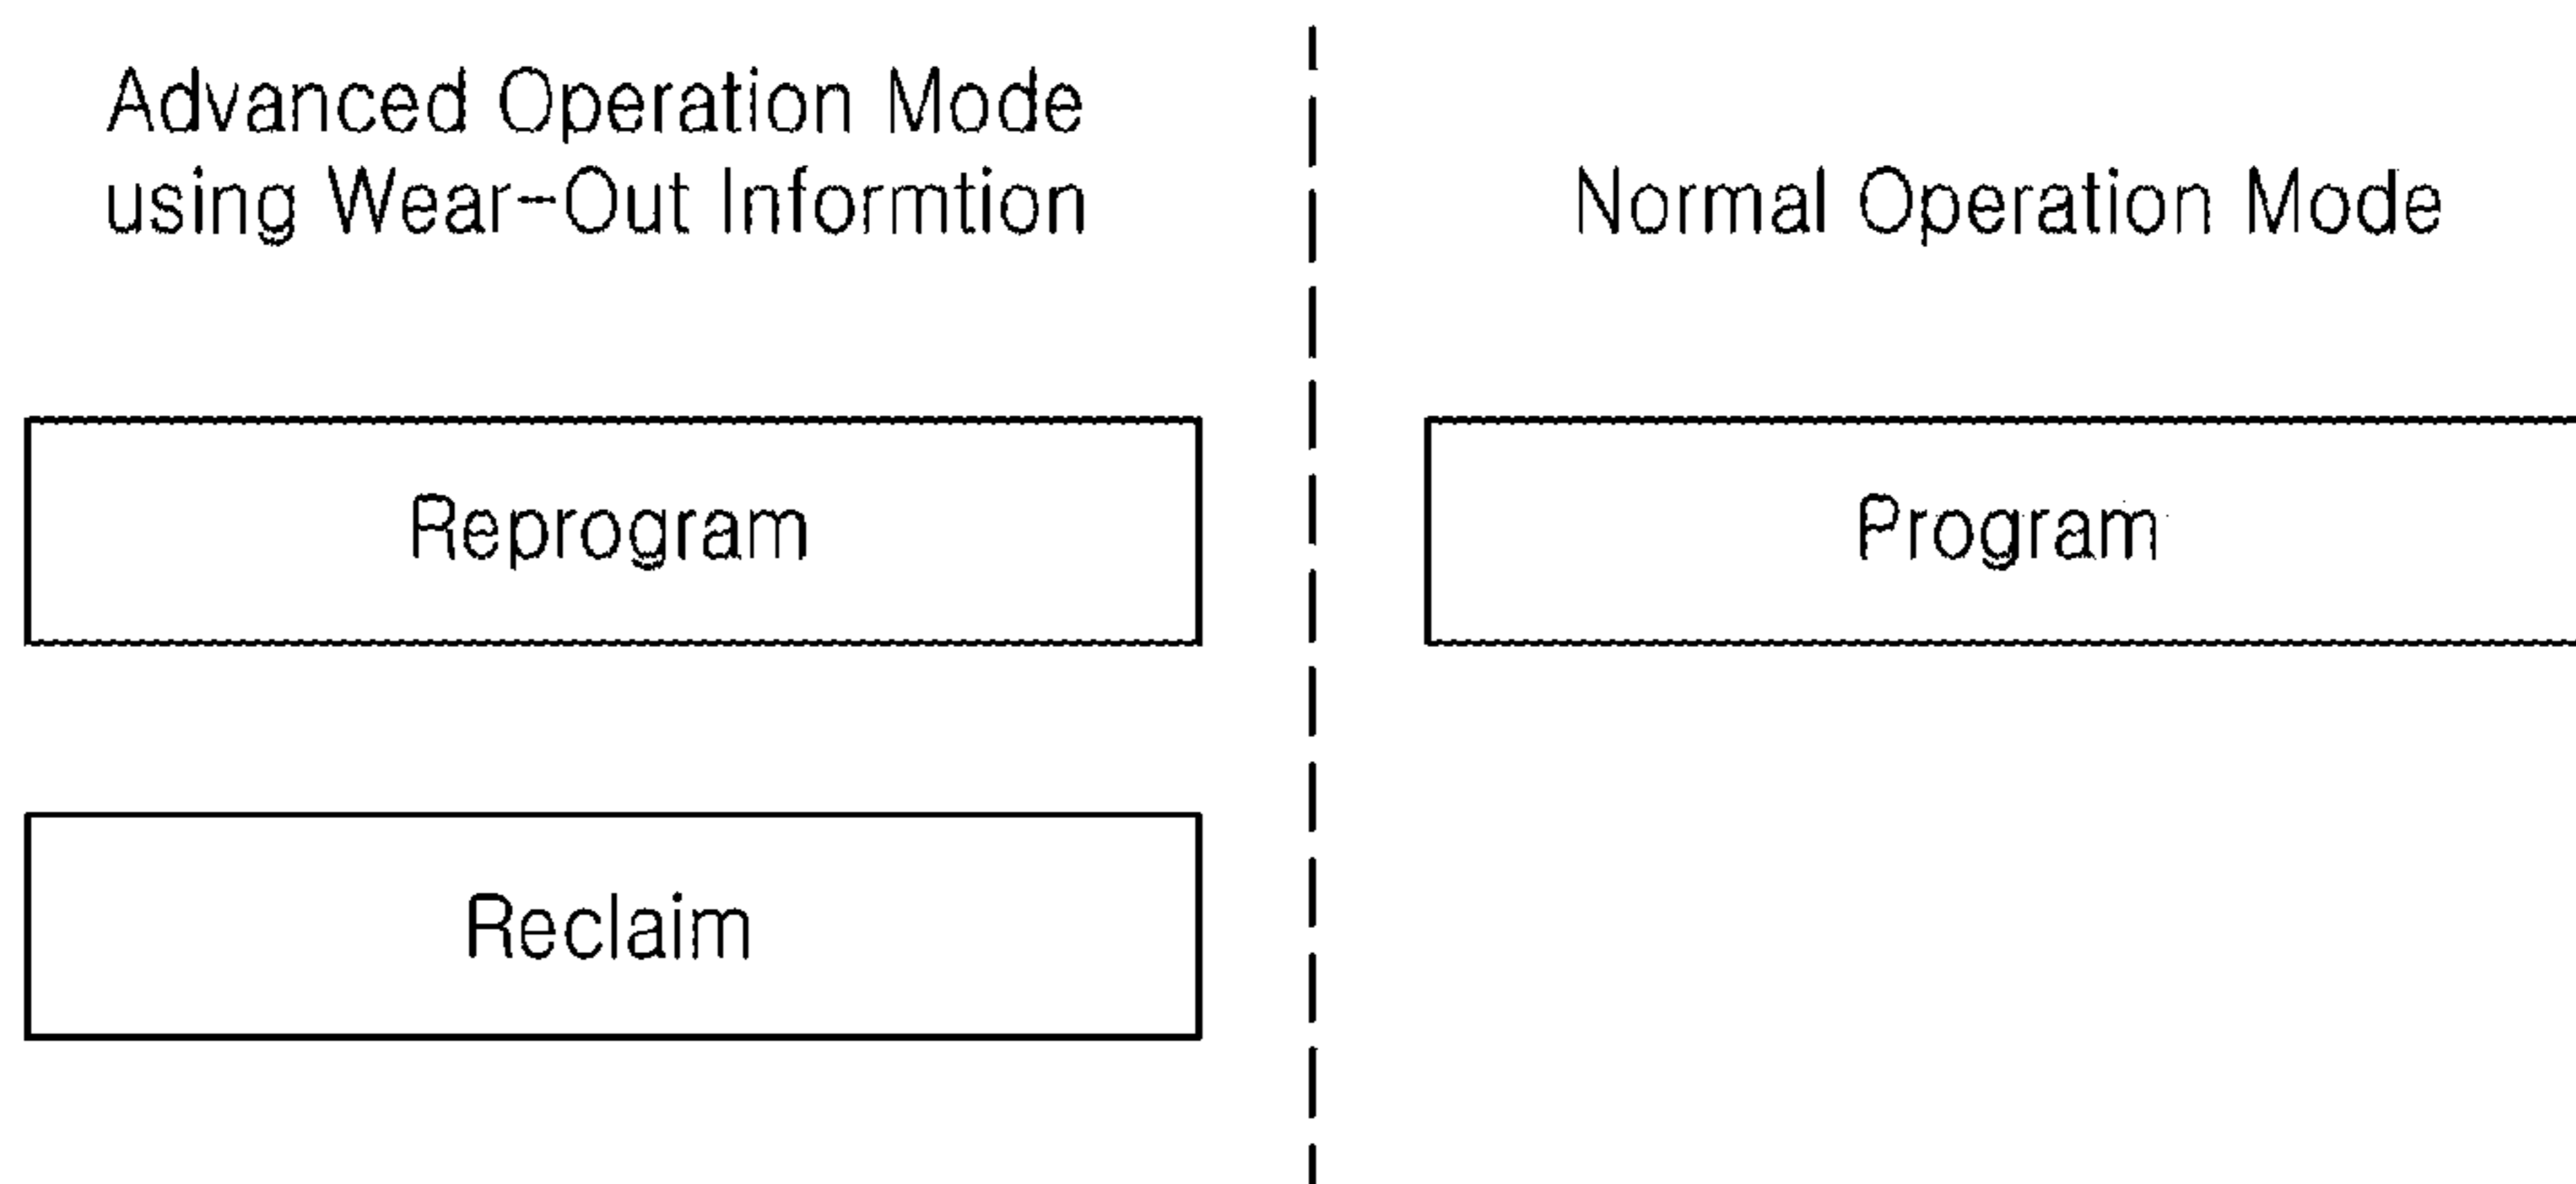 Advanced Operation Mode
using Wear-Out Informtion
Normal Operation Mode
Reprogram
Program
Reclaim